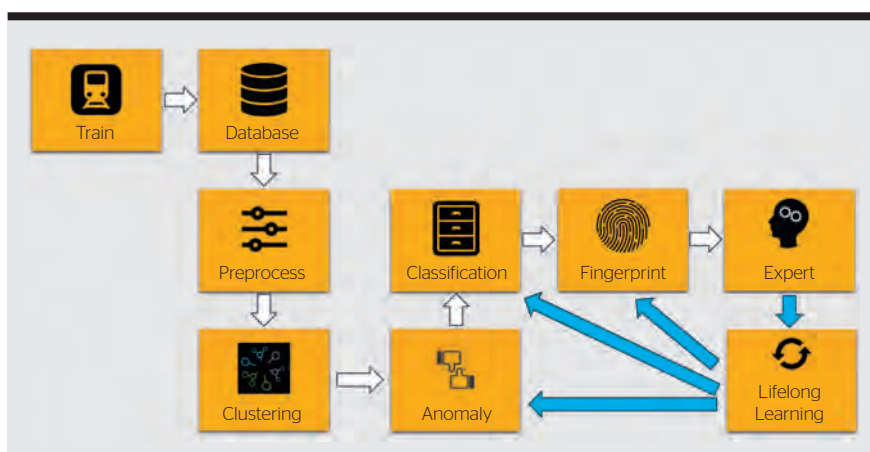 Train
Database
Preprocess
Classification
Fingerprint
Expert
Clustering
Anomaly
Lifelong
Learning